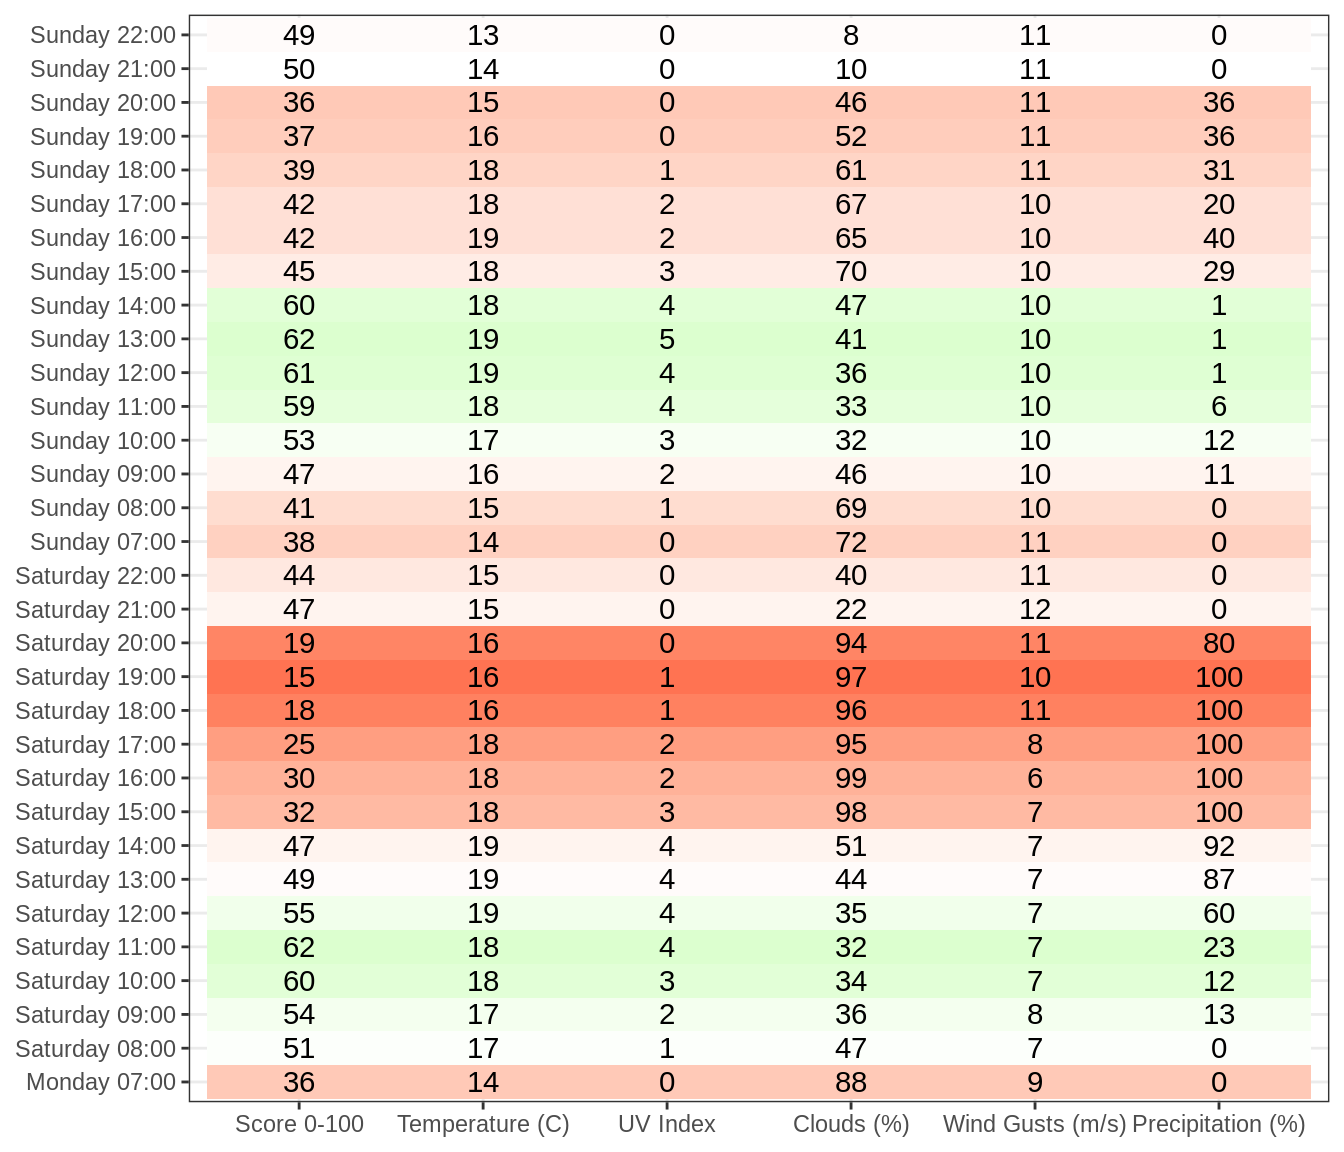 Sunday 22:00 49 13 0 8 11 0
Sunday 21:00 50 14 0 10 11 0
Sunday 20:00 36 15 0 46 11 36
Sunday 19:00 37 16 0 52 11 36
Sunday 18:00 39 18 1 61 11 31
Sunday 17:00 42 18 2 67 10 20
Sunday 16:00 42 19 2 65 10 40
Sunday 15:00 45 18 3 70 10 29
Sunday 14:00 60 18 4 47 10 1
Sunday 13:00 62 19 5 41 10 1
Sunday 12:00 61 19 4 36 10 1
Sunday 11:00 59 18 4 33 10 6
Sunday 10:00 53 17 3 32 10 12
Sunday 09:00 47 16 2 46 10 11
Sunday 08:00 41 15 1 69 10 0
Sunday 07:00 38 14 0 72 11 0
Saturday 22:00 44 15 0 40 11 0
Saturday 21:00 47 15 0 22 12 0
Saturday 20:00 19 16 0 94 11 80
Saturday 19:00 15 16 1 97 10 100
Saturday 18:00 18 16 1 96 11 100
Saturday 17:00 25 18 2 95 8 100
Saturday 16:00 30 18 2 99 6 100
Saturday 15:00 32 18 3 98 7 100
Saturday 14:00 47 19 4 51 7 92
Saturday 13:00 49 19 4 44 7 87
Saturday 12:00 55 19 4 35 7 60
Saturday 11:00 62 18 4 32 7 23
Saturday 10:00 60 18 3 34 7 12
Saturday 09:00 54 17 2 36 8 13
Saturday 08:00 51 17 1 47 7 0
Monday 07:00 36 14 0 88 9 0
Score 0-100 Temperature (C) UV Index Clouds (%) Wind Gusts (m/s) Precipitation (%)